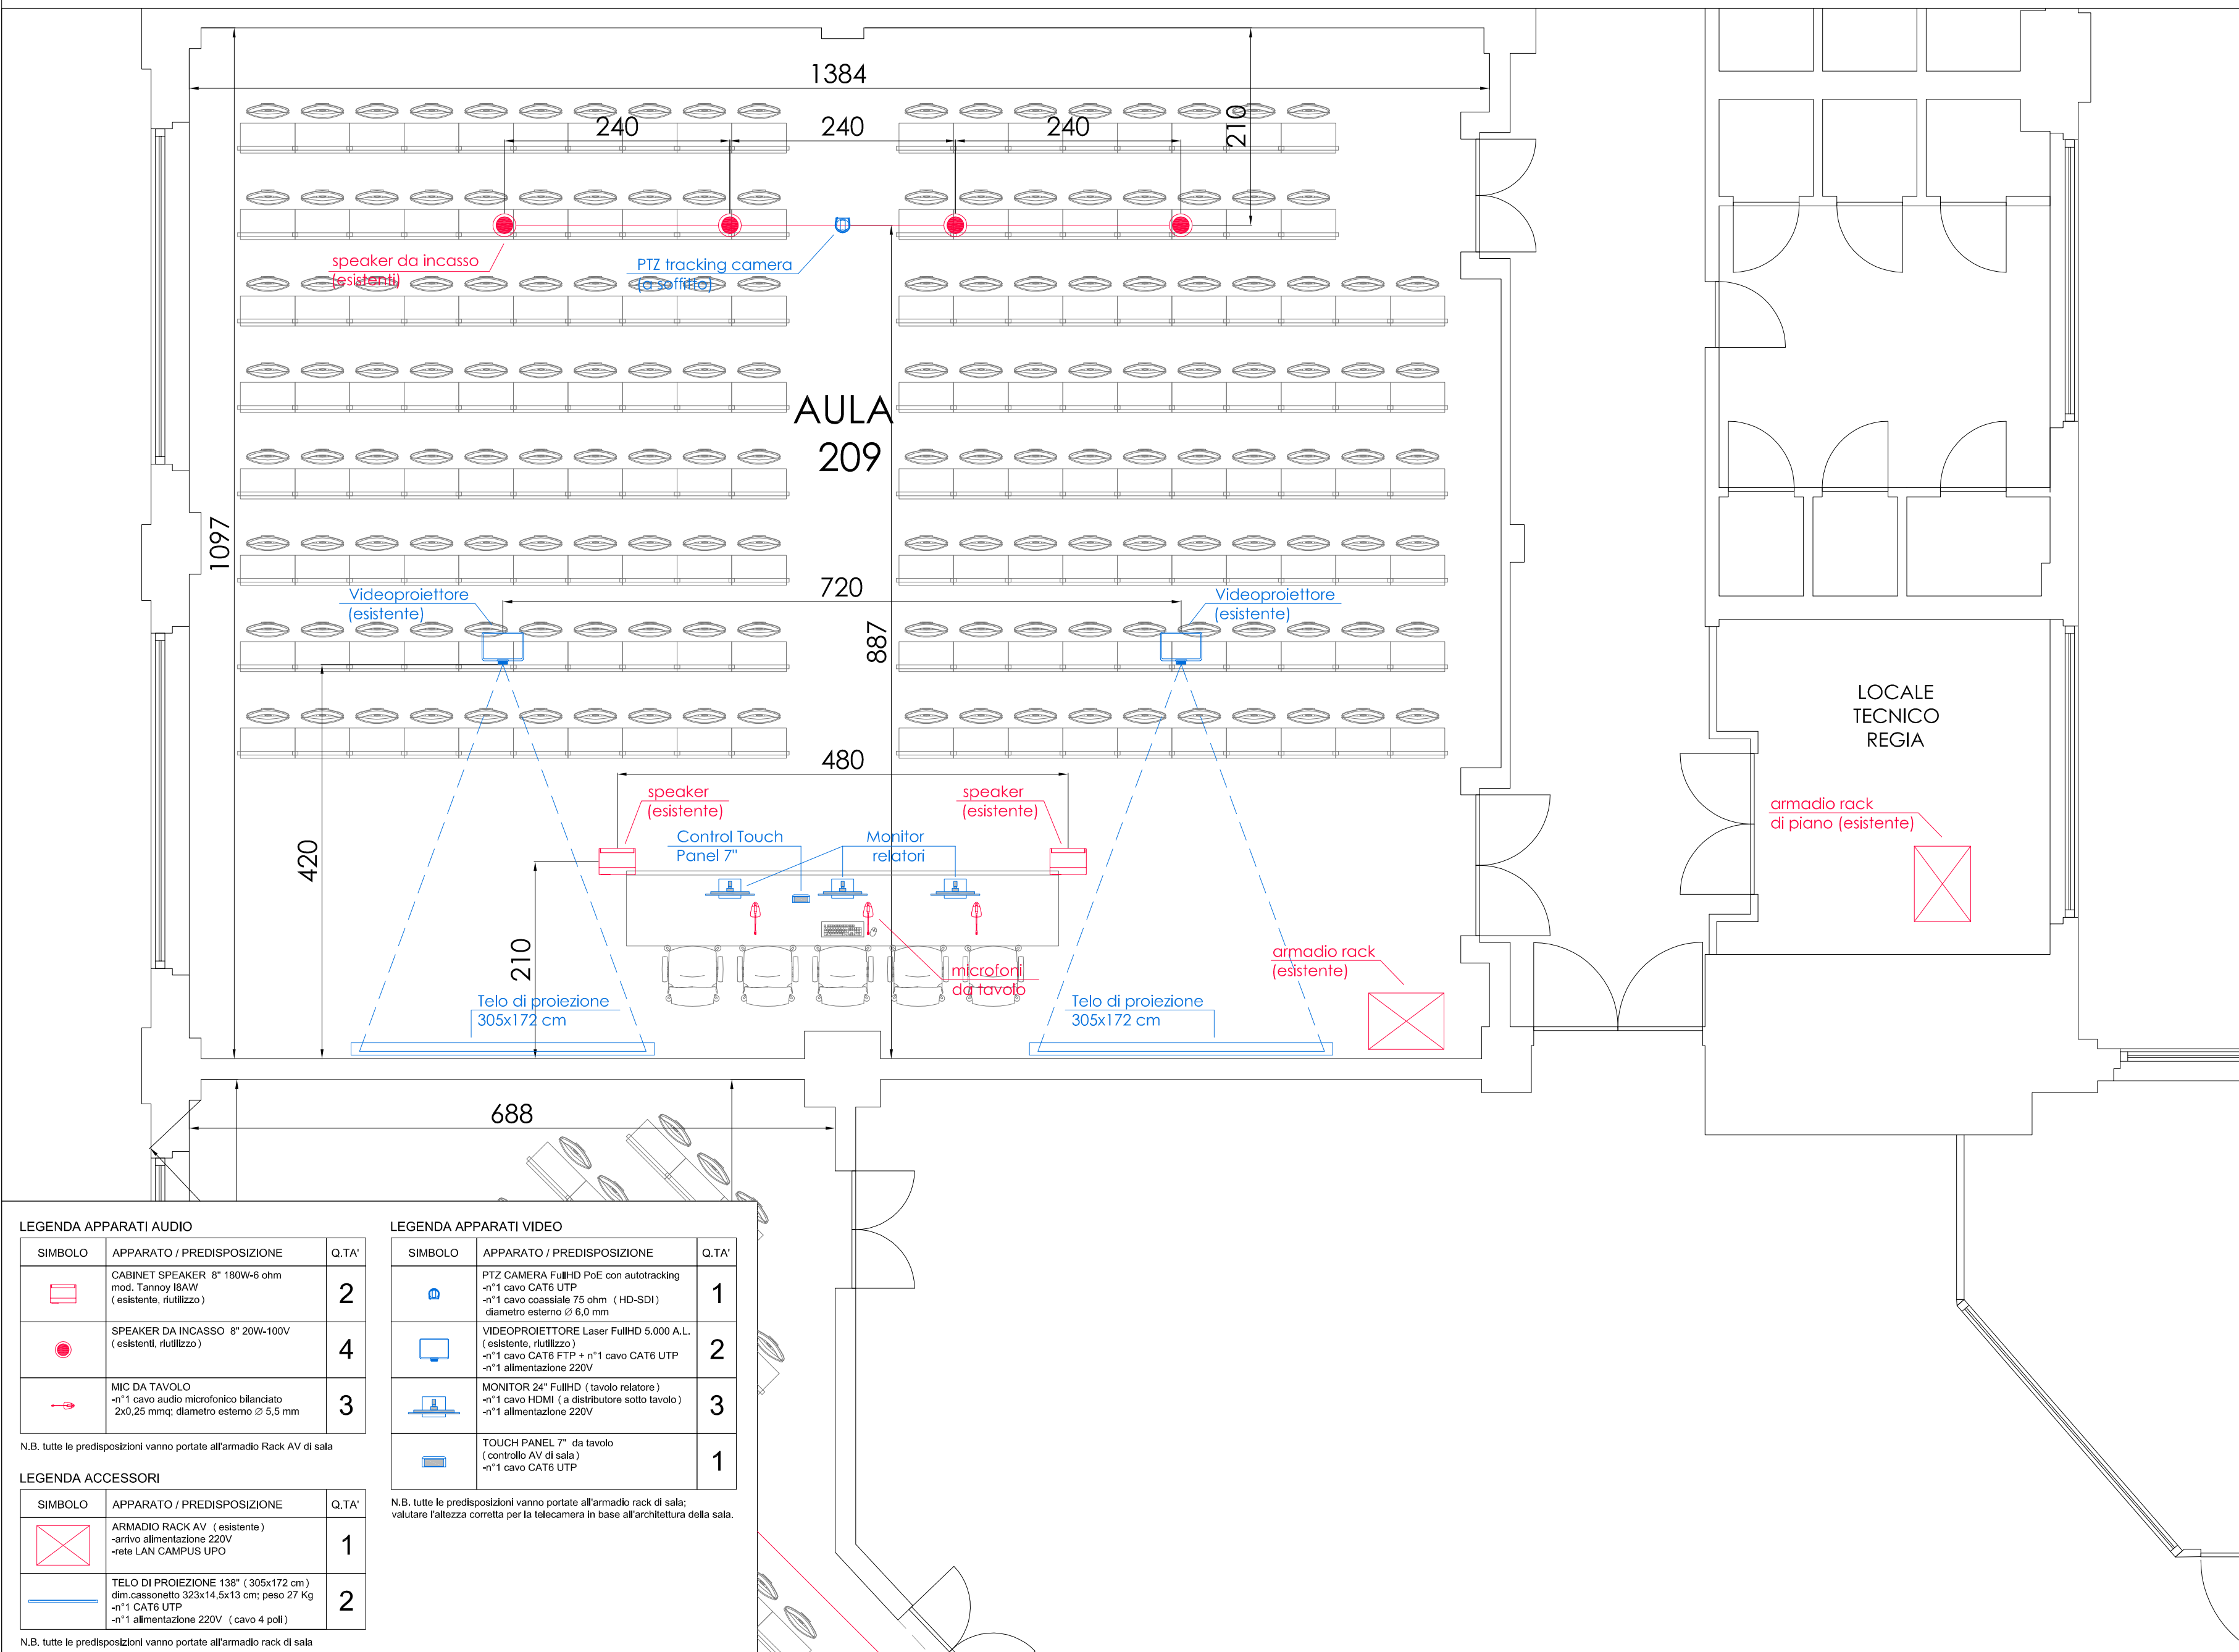 1384
240
240
240
210
speaker da incasso
(esistenti)
PTZ tracking camera
(a soffitto)
AULA
209
1097
720
887
Videoproiettore
(esistente)
Videoproiettore
(esistente)
LOCALE
TECNICO
REGIA
480
speaker
(esistente)
speaker
(esistente)
Control Touch
Panel 7"
Monitor
relatori
armadio rack
di piano (esistente)
420
210
microfoni
da tavolo
armadio rack
(esistente)
Telo di proiezione
305x172 cm
Telo di proiezione
305x172 cm
688
LEGENDA APPARATI AUDIO
SIMBOLO APPARATO / PREDISPOSIZIONE Q.TA'
CABINET SPEAKER 8" 180W-6 ohm
mod. Tannoy I8AW
( esistente, riutilizzo )
2
SPEAKER DA INCASSO 8" 20W-100V
( esistenti, riutilizzo )
4
MIC DA TAVOLO
-n°1 cavo audio microfonico bilanciato
2x0,25 mmq; diametro esterno ∅ 5,5 mm
3
N.B. tutte le predisposizioni vanno portate all'armadio Rack AV di sala
LEGENDA ACCESSORI
SIMBOLO APPARATO / PREDISPOSIZIONE Q.TA'
ARMADIO RACK AV ( esistente )
-arrivo alimentazione 220V
-rete LAN CAMPUS UPO
1
TELO DI PROIEZIONE 138" ( 305x172 cm )
dim.cassonetto 323x14,5x13 cm; peso 27 Kg
-n°1 CAT6 UTP
-n°1 alimentazione 220V ( cavo 4 poli )
2
N.B. tutte le predisposizioni vanno portate all'armadio rack di sala
LEGENDA APPARATI VIDEO
SIMBOLO APPARATO / PREDISPOSIZIONE Q.TA'
PTZ CAMERA FullHD PoE con autotracking
-n°1 cavo CAT6 UTP
-n°1 cavo coassiale 75 ohm ( HD-SDI )
diametro esterno ∅ 6,0 mm
1
VIDEOPROIETTORE Laser FullHD 5.000 A.L.
( esistente, riutilizzo )
-n°1 cavo CAT6 FTP + n°1 cavo CAT6 UTP
-n°1 alimentazione 220V
2
MONITOR 24" FullHD ( tavolo relatore )
-n°1 cavo HDMI ( a distributore sotto tavolo )
-n°1 alimentazione 220V
3
TOUCH PANEL 7" da tavolo
( controllo AV di sala )
-n°1 cavo CAT6 UTP
1
N.B. tutte le predisposizioni vanno portate all'armadio rack di sala;
valutare l'altezza corretta per la telecamera in base all'architettura della sala.